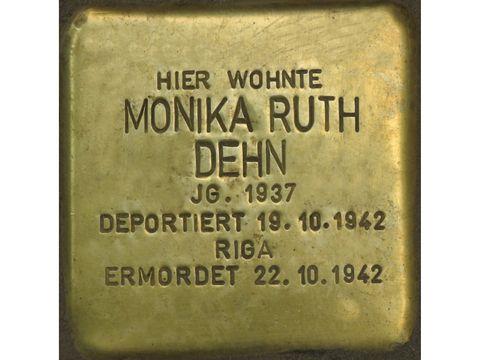 HIER WOHNTE
MONIKA RUTH
DEHN
JG. 1937
DEPORTIERT 19.10.1942
RIGA
ERMORDET 22.10.1942